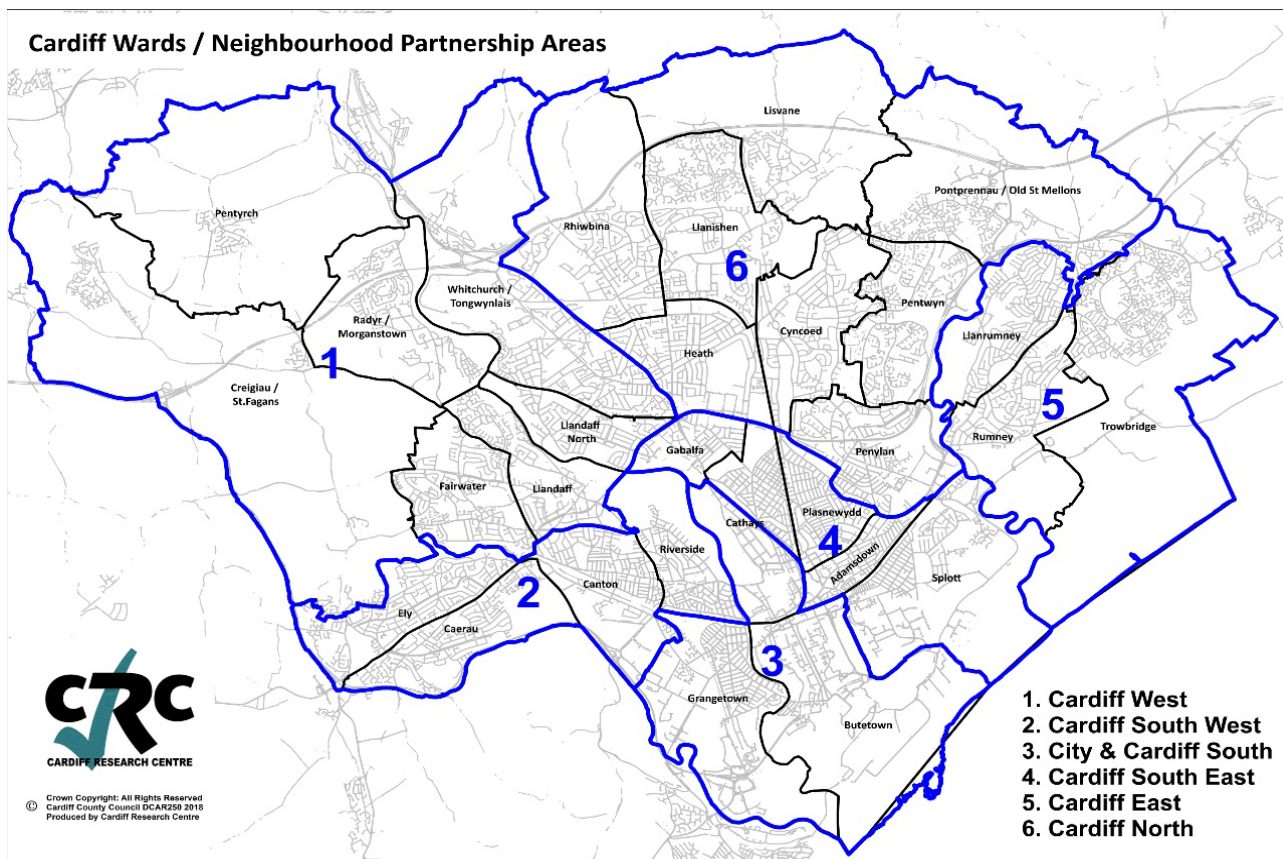 Cardiff Wards / Neighbourhood Partnership Areas
Lisvane
Pontprennau / Old St Mellons
Pentyrch
Rhiwbina
Llanishen
6
Whitchurch /
Tongwynlais
Pentwyn
Radyr /
Morganstown
Cyncoed
Llanrumney
Heath
1
Creigiau /
St.Fagans
5
Trowbridge
Llandaff
North
Rumney
Gabalfa
Penylan
Fairwater
Llandaff
Plasnewydd
Cathays
4
Riverside
Adamsdown
Splott
Canton
2
Ely
Caerau
3
Grangetown
Butetown
CRC
CARDIFF RESEARCH CENTRE
© Crown Copyright: All Rights Reserved
Cardiff County Council DCAR250 2018
Produced by Cardiff Research Centre
1. Cardiff West
2. Cardiff South West
3. City & Cardiff South
4. Cardiff South East
5. Cardiff East
6. Cardiff North